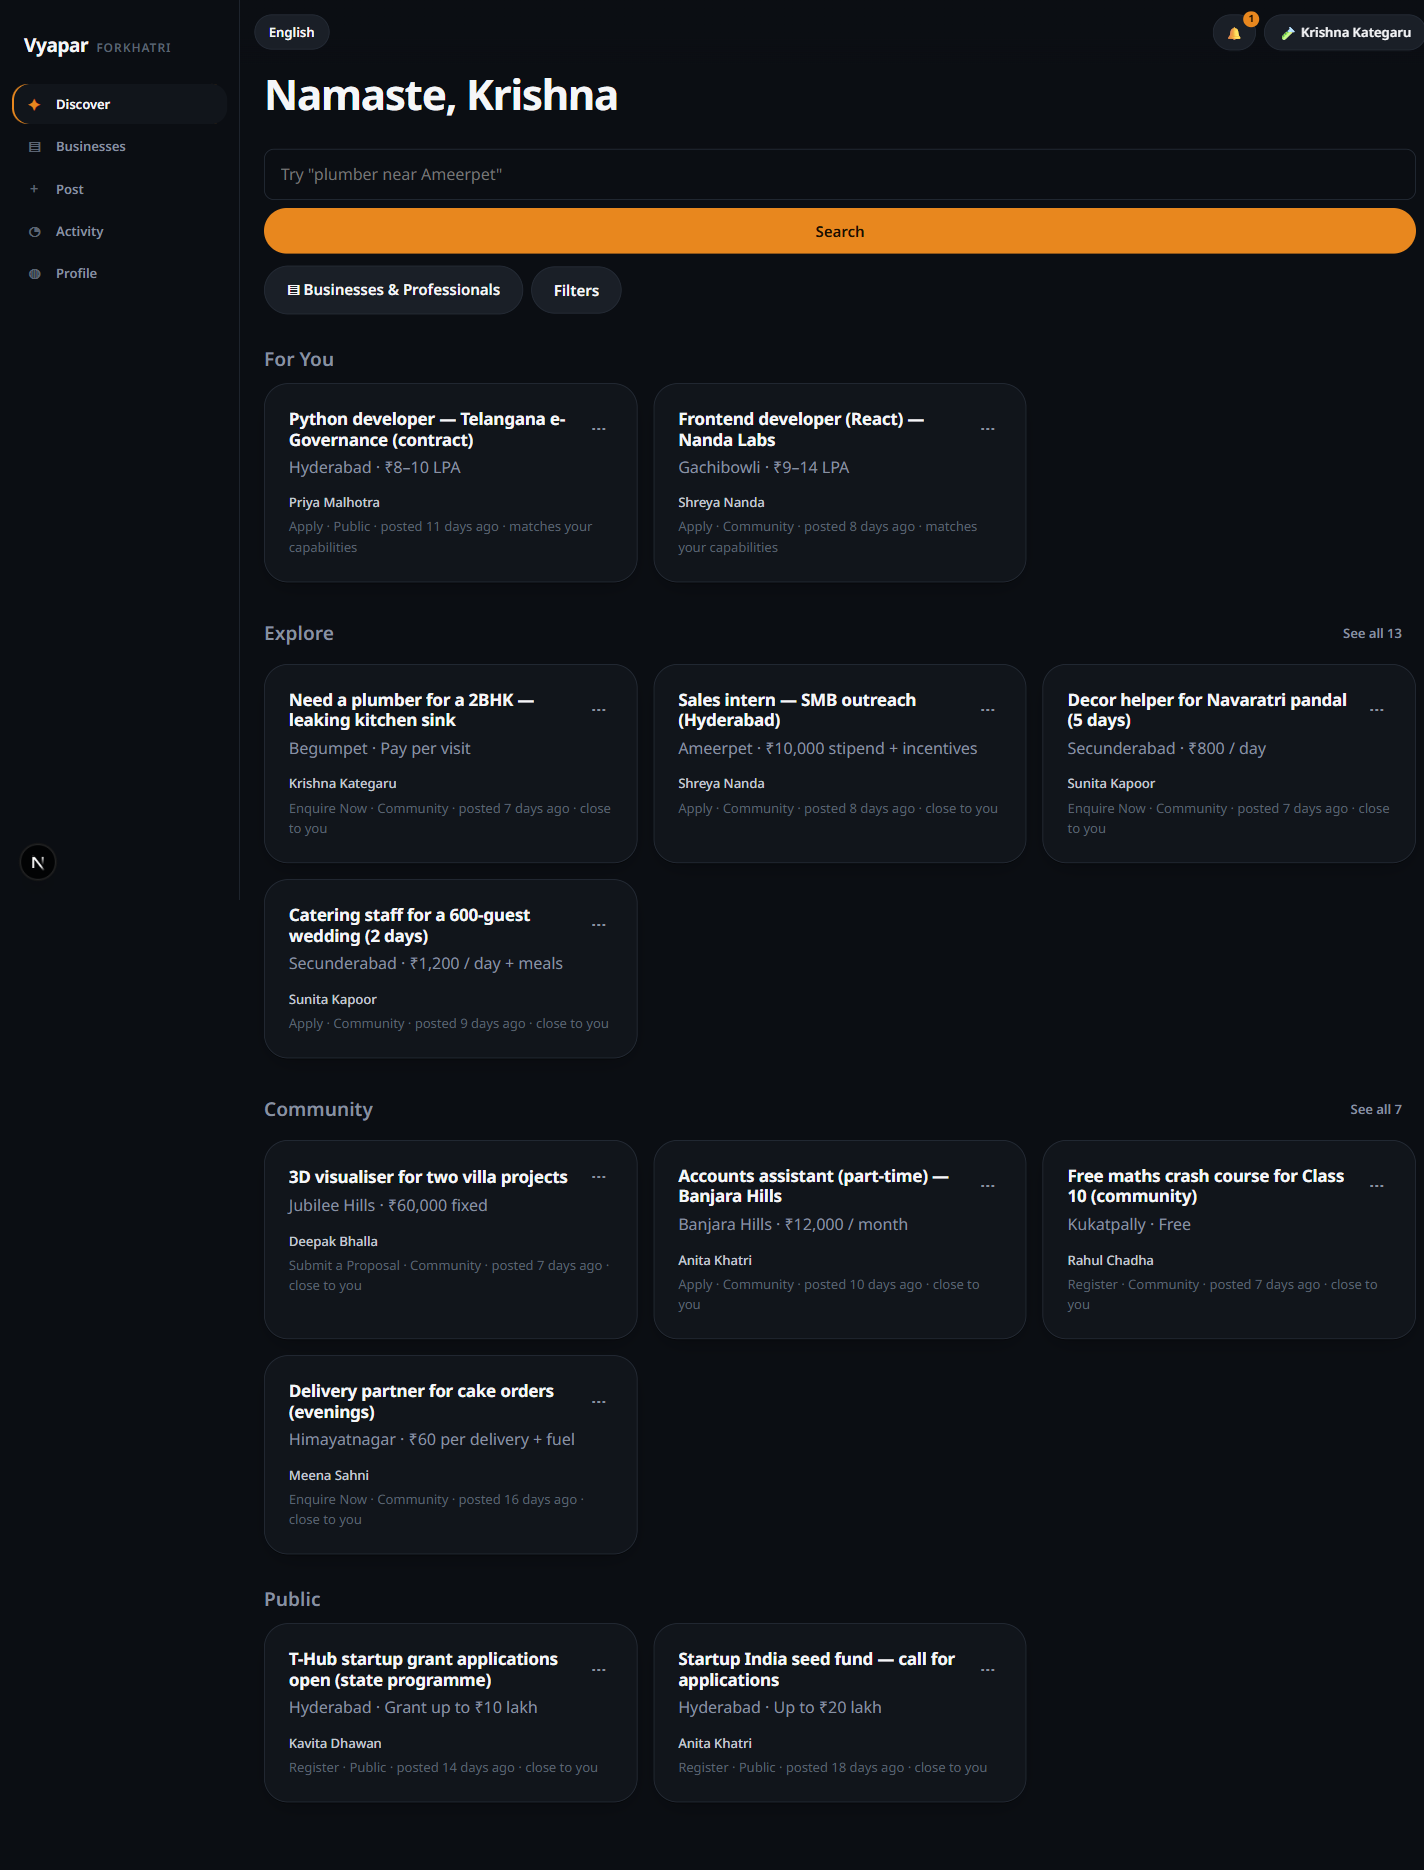 Vyapar FORKHATRI
Discover
Businesses
Post
Activity
Profile
English
1
Krishna Kategaru
Namaste, Krishna
Try "plumber near Ameerpet"
Search
Businesses & Professionals
Filters
For You
Python developer — Telangana e-
Governance (contract)
...
Hyderabad · ₹8–10 LPA
Priya Malhotra
Apply · Public · posted 11 days ago · matches your
capabilities
Frontend developer (React) —
Nanda Labs
...
Gachibowli · ₹9–14 LPA
Shreya Nanda
Apply · Community · posted 8 days ago · matches
your capabilities
Explore
See all 13
Need a plumber for a 2BHK —
leaking kitchen sink
...
Begumpet · Pay per visit
Krishna Kategaru
Enquire Now · Community · posted 7 days ago · close
to you
Sales intern — SMB outreach
(Hyderabad)
...
Ameerpet · ₹10,000 stipend + incentives
Shreya Nanda
Apply · Community · posted 8 days ago · close to you
Decor helper for Navaratri pandal
(5 days)
...
Secunderabad · ₹800 / day
Sunita Kapoor
Enquire Now · Community · posted 7 days ago · close
to you
N
Catering staff for a 600-guest
wedding (2 days)
...
Secunderabad · ₹1,200 / day + meals
Sunita Kapoor
Apply · Community · posted 9 days ago · close to you
Community
See all 7
3D visualiser for two villa projects
...
Jubilee Hills · ₹60,000 fixed
Deepak Bhalla
Submit a Proposal · Community · posted 7 days ago ·
close to you
Accounts assistant (part-time) —
Banjara Hills
...
Banjara Hills · ₹12,000 / month
Anita Khatri
Apply · Community · posted 10 days ago · close to
you
Free maths crash course for Class
10 (community)
...
Kukatpally · Free
Rahul Chadha
Register · Community · posted 7 days ago · close to
you
Delivery partner for cake orders
(evenings)
...
Himayatnagar · ₹60 per delivery + fuel
Meena Sahni
Enquire Now · Community · posted 16 days ago ·
close to you
Public
T-Hub startup grant applications
open (state programme)
...
Hyderabad · Grant up to ₹10 lakh
Kavita Dhawan
Register · Public · posted 14 days ago · close to you
Startup India seed fund — call for
applications
...
Hyderabad · Up to ₹20 lakh
Anita Khatri
Register · Public · posted 18 days ago · close to you